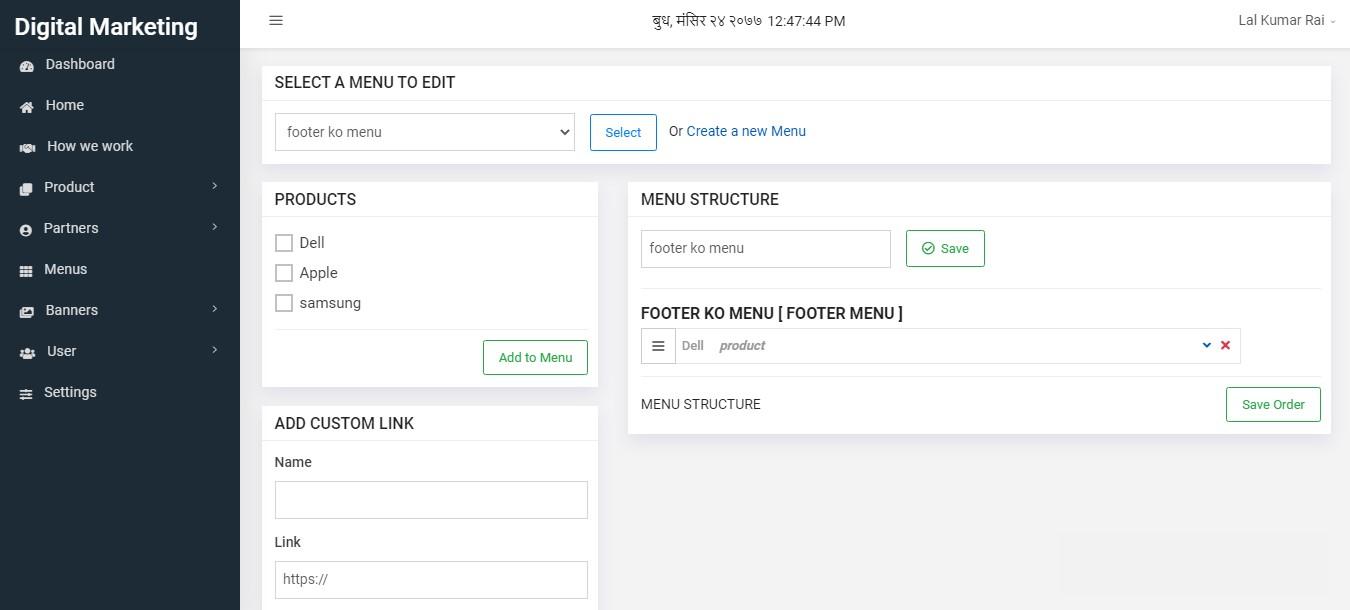 Digital Marketing
Dashboard
Home
How we work
Product
Partners
Menus
Banners
User
Settings
बुध, मंसिर २४ २०७७ 12:47:44 PM
Lal Kumar Rai
SELECT A MENU TO EDIT
footer ko menu
Select
Or Create a new Menu
PRODUCTS
Dell
Apple
samsung
Add to Menu
ADD CUSTOM LINK
Name
Link
https://
MENU STRUCTURE
footer ko menu
Save
FOOTER KO MENU [ FOOTER MENU ]
Dell product
MENU STRUCTURE
Save Order